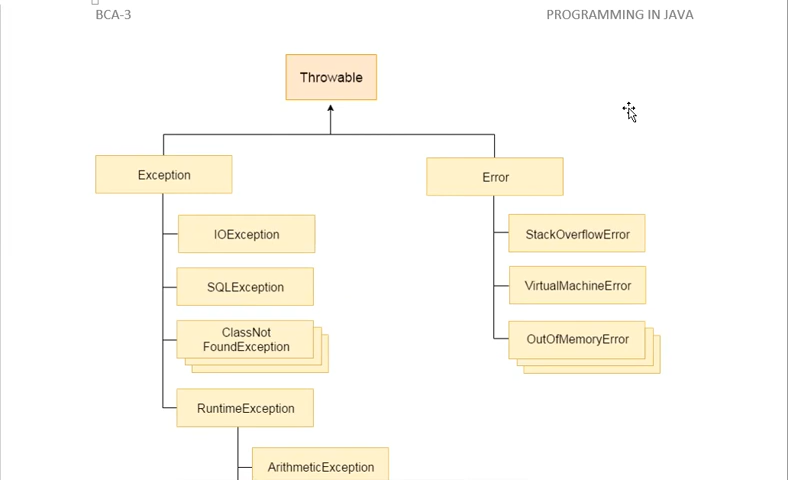 BCA-3
PROGRAMMING IN JAVA
Throwable
Exception
Error
IOException
StackOverflowError
SQLException
VirtualMachineError
ClassNot
FoundException
OutOfMemoryError
RuntimeException
ArithmeticException